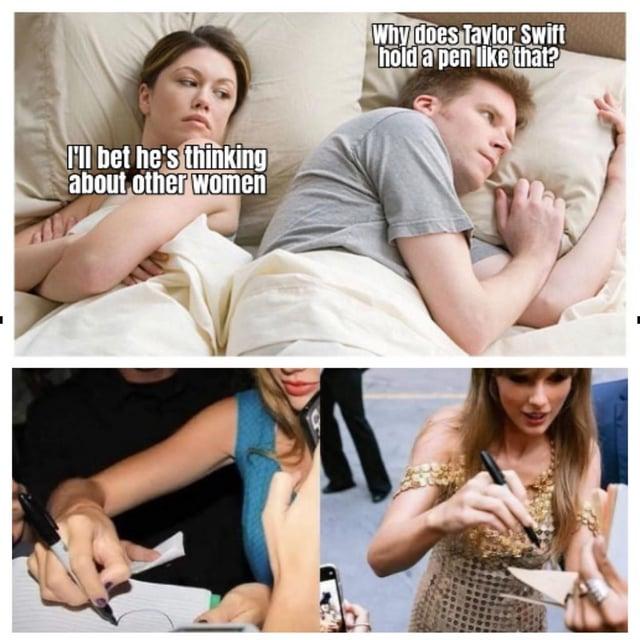 Why does Taylor Swift
hold a pen like that?
I'll bet he's thinking
about other women